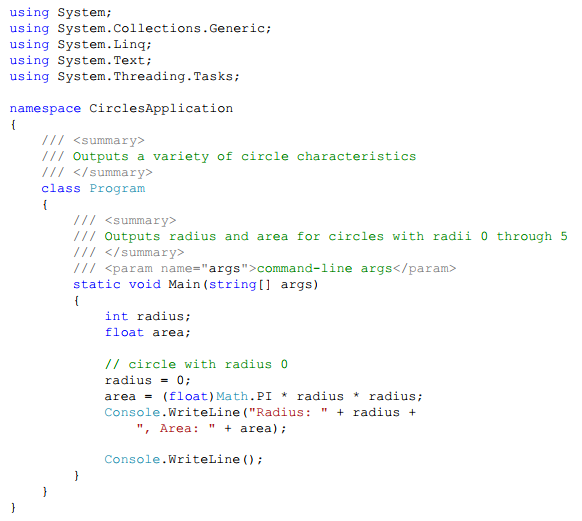 using System;
using System.Collections.Generic;
using System.Linq;
using System.Text;
using System.Threading.Tasks;

namespace CirclesApplication
{
    /// <summary>
    /// Outputs a variety of circle characteristics
    /// </summary>
    class Program
    {
        /// <summary>
        /// Outputs radius and area for circles with radii 0 through 5
        /// </summary>
        /// <param name="args">command-line args</param>
        static void Main(string[] args)
        {
            int radius;
            float area;

            // circle with radius 0
            radius = 0;
            area = (float)Math.PI * radius * radius;
            Console.WriteLine("Radius: " + radius +
                ", Area: " + area);

            Console.WriteLine();
        }
    }
}